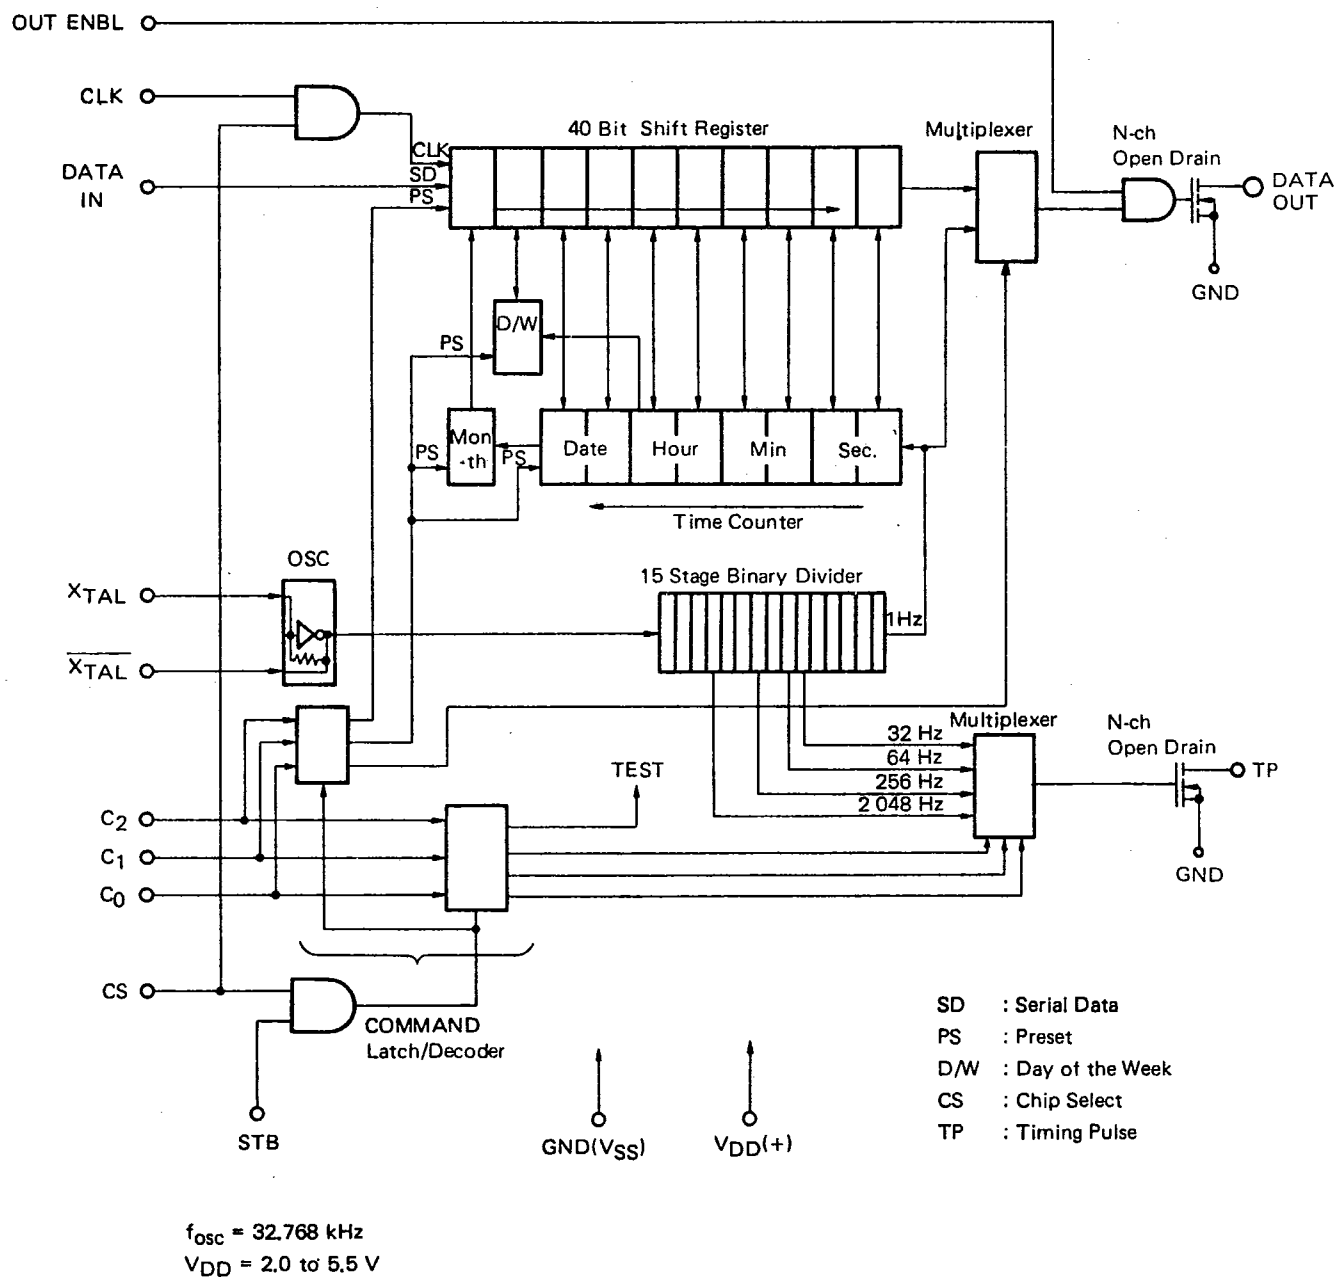 OUT ENBL
CLK
DATA
IN
40 Bit Shift Register
CLK
SD
PS
Multiplexer
N-ch
Open Drain
DATA
OUT
GND
D/W
PS
Mon
-th
PS
PS
Date
Hour
Min
Sec.
Time Counter
OSC
XTAL
X̅TAL
15 Stage Binary Divider
1Hz
32 Hz
64 Hz
256 Hz
2 048 Hz
Multiplexer
N-ch
Open Drain
TP
GND
TEST
C2
C1
C0
CS
COMMAND
Latch/Decoder
STB
GND(VSS)
VDD(+)
SD : Serial Data
PS : Preset
D/W : Day of the Week
CS : Chip Select
TP : Timing Pulse
fosc = 32.768 kHz
VDD = 2.0 to 5.5 V